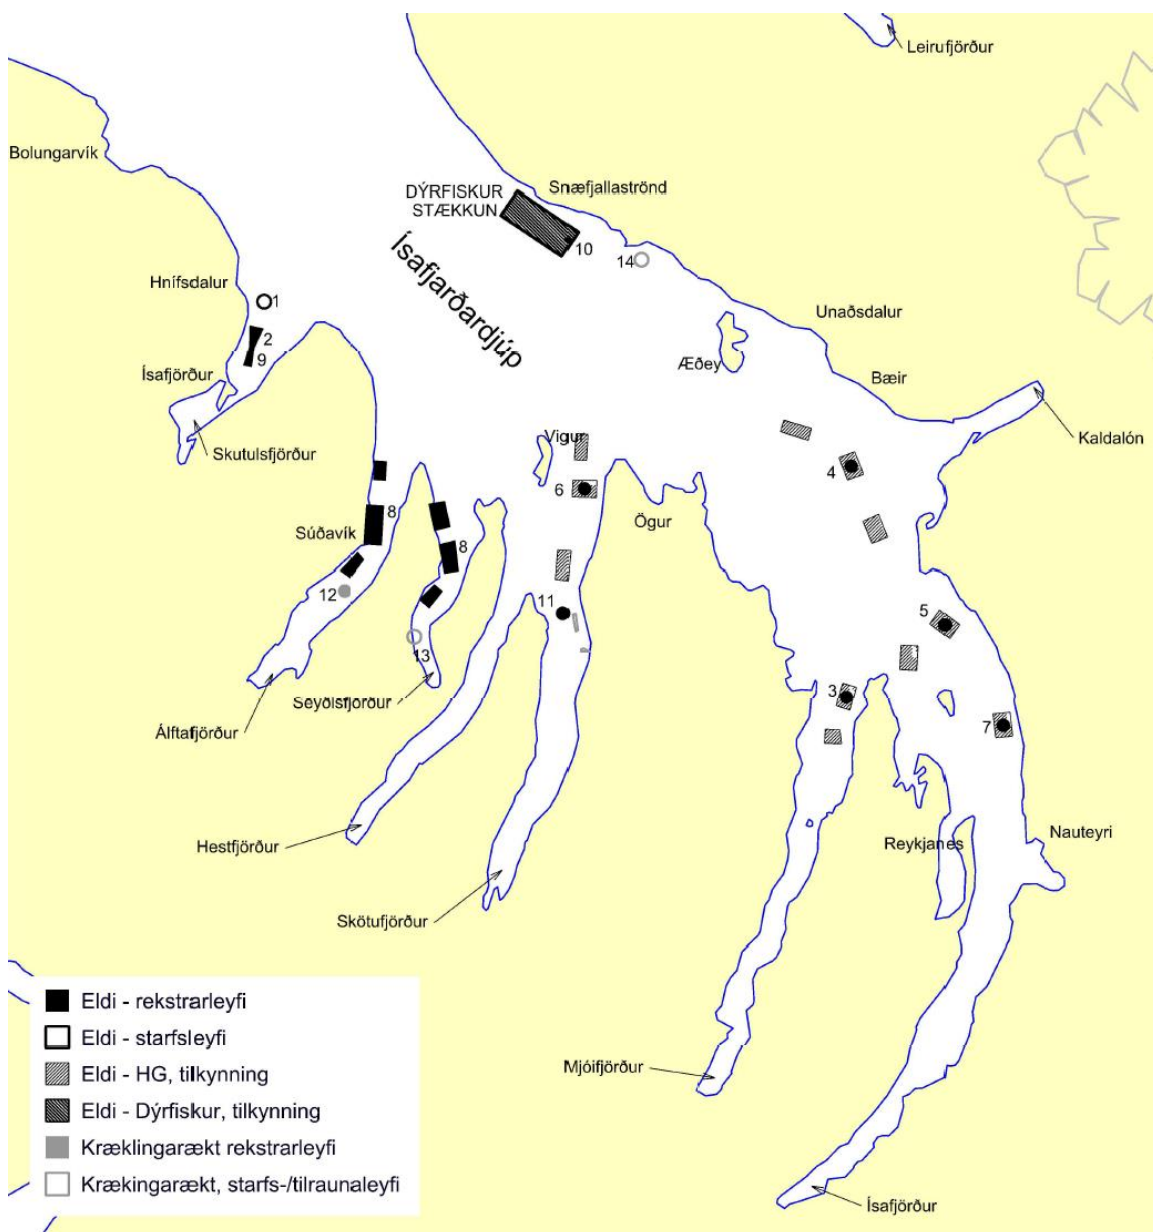 Leirufjörður
Bolungarvík
DÝRFISKUR
STÆKKUN
Snæfjallaströnd
10
14
Ísafjarðardjúp
Hnífsdalur
1
2
9
Unaðsdalur
Ísafjörður
Æðey
Bæir
Skutulsfjörður
Vigur
Kaldalón
4
6
Ögur
Súðavík
8
8
12
11
5
13
Seyðisfjörður
3
Álftafjörður
7
Hestfjörður
Reykjanes
Nauteyri
Skötufjörður
Mjóifjörður
Ísafjörður
Eldi - rekstrarleyfi
Eldi - starfsleyfi
Eldi - HG, tilkynning
Eldi - Dýrfiskur, tilkynning
Kræklingarækt rekstrarleyfi
Krækingarækt, starfs-/tilraunaleyfi